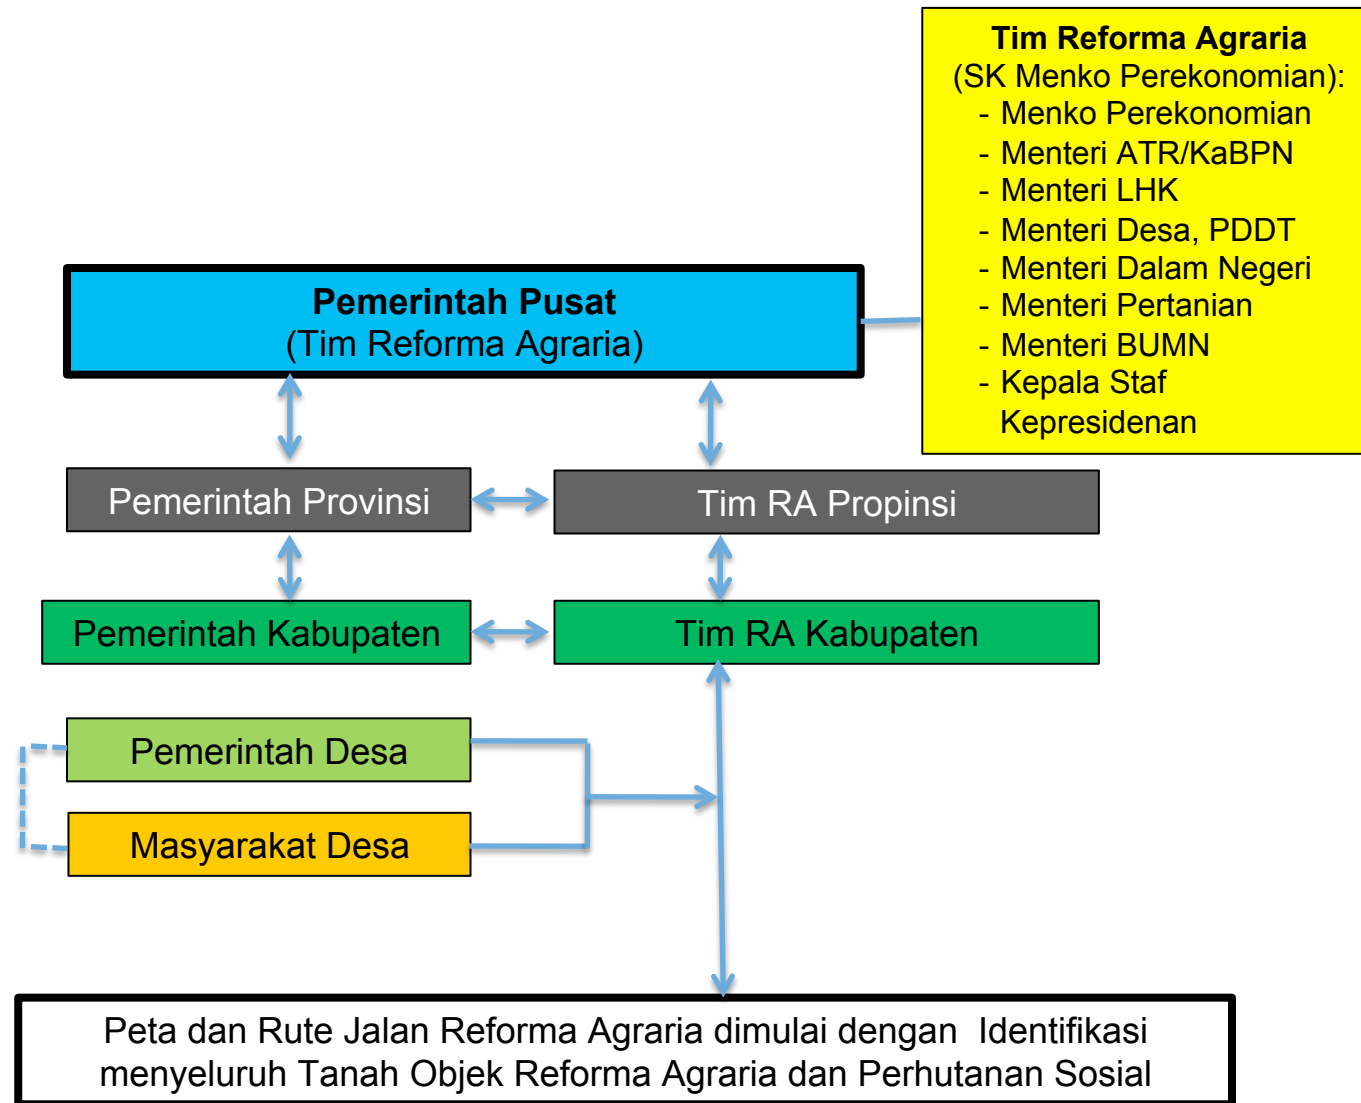 Tim Reforma Agraria
(SK Menko Perekonomian):
- Menko Perekonomian
- Menteri ATR/KaBPN
- Menteri LHK
- Menteri Desa, PDDT
- Menteri Dalam Negeri
- Menteri Pertanian
- Menteri BUMN
- Kepala Staf
Kepresidenan
Pemerintah Pusat
(Tim Reforma Agraria)
Pemerintah Provinsi
Tim RA Propinsi
Pemerintah Kabupaten
Tim RA Kabupaten
Pemerintah Desa
Masyarakat Desa
Peta dan Rute Jalan Reforma Agraria dimulai dengan Identifikasi
menyeluruh Tanah Objek Reforma Agraria dan Perhutanan Sosial